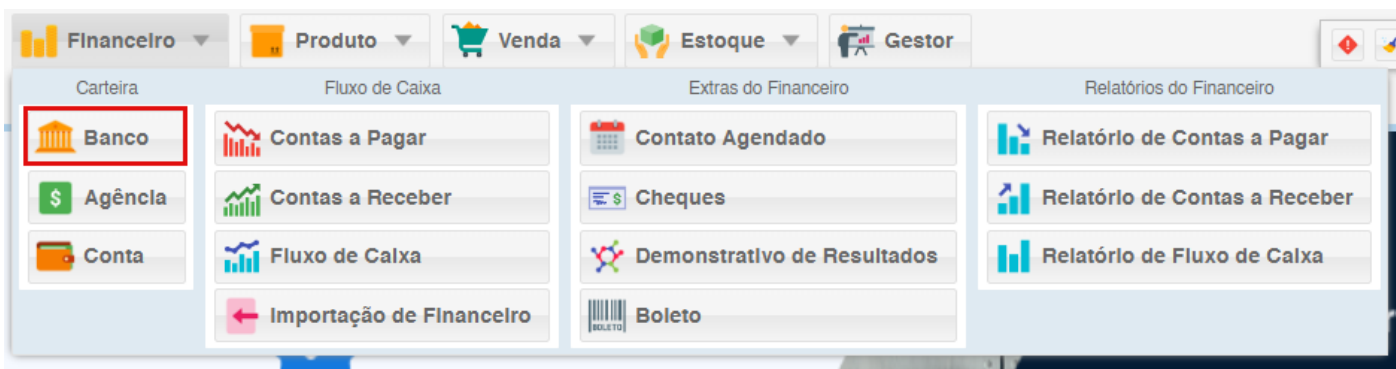 Financeiro
Produto
Venda
Estoque
Gestor
Carteira
Banco
Agência
Conta
Fluxo de Caixa
Contas a Pagar
Contas a Receber
Fluxo de Caixa
Importação de Financeiro
Extras do Financeiro
Contato Agendado
Cheques
Demonstrativo de Resultados
BOLETO
Boleto
Relatórios do Financeiro
Relatório de Contas a Pagar
Relatório de Contas a Receber
Relatório de Fluxo de Caixa